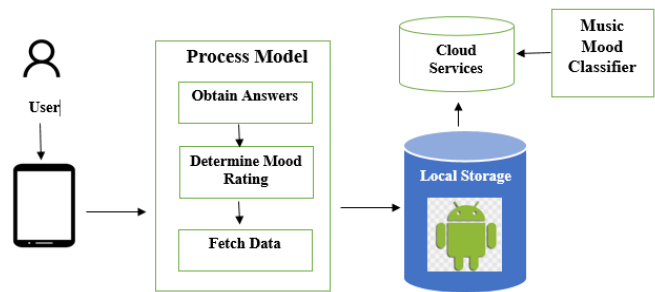 User
Process Model
Obtain Answers
Determine Mood
Rating
Fetch Data
Cloud
Services
Music
Mood
Classifier
Local Storage